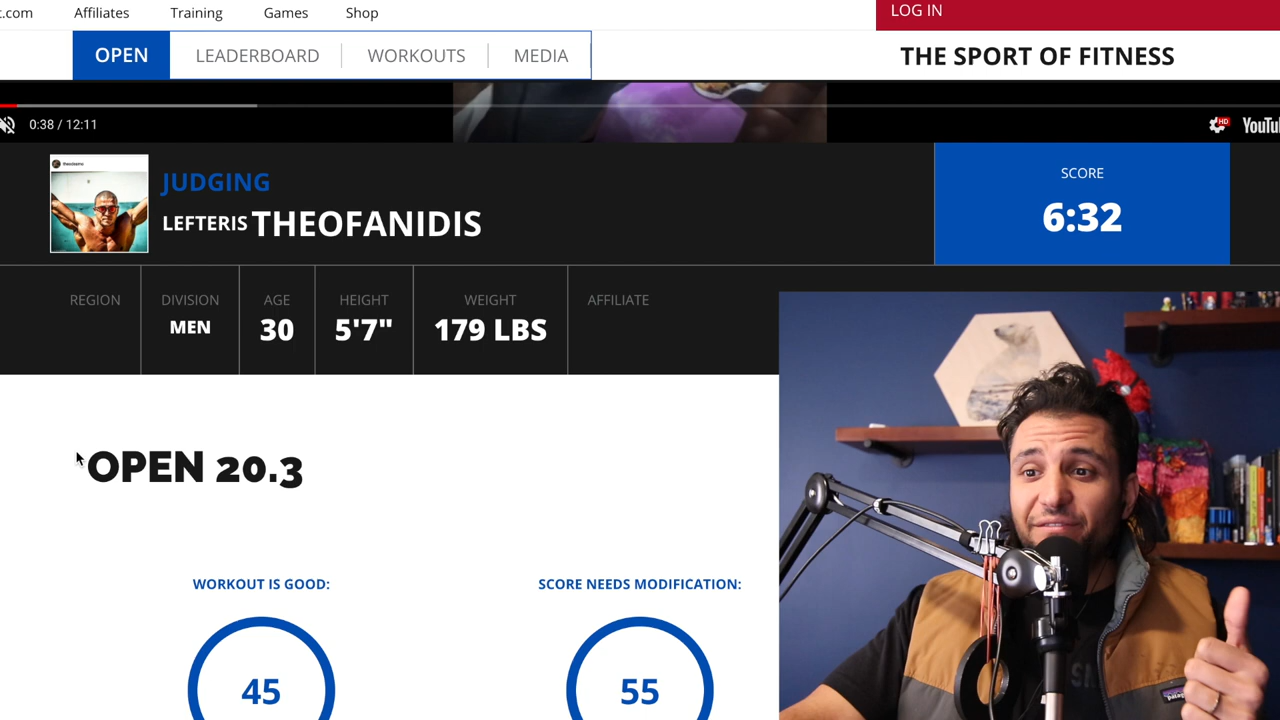 t.com Affiliates Training Games Shop LOG IN
OPEN LEADERBOARD WORKOUTS MEDIA THE SPORT OF FITNESS
0:38 / 12:11 HD YouTu
JUDGING
LEFTERIS THEOFANIDIS
SCORE
6:32
REGION DIVISION AGE HEIGHT WEIGHT AFFILIATE
MEN 30 5'7" 179 LBS
OPEN 20.3
WORKOUT IS GOOD: SCORE NEEDS MODIFICATION:
45 55